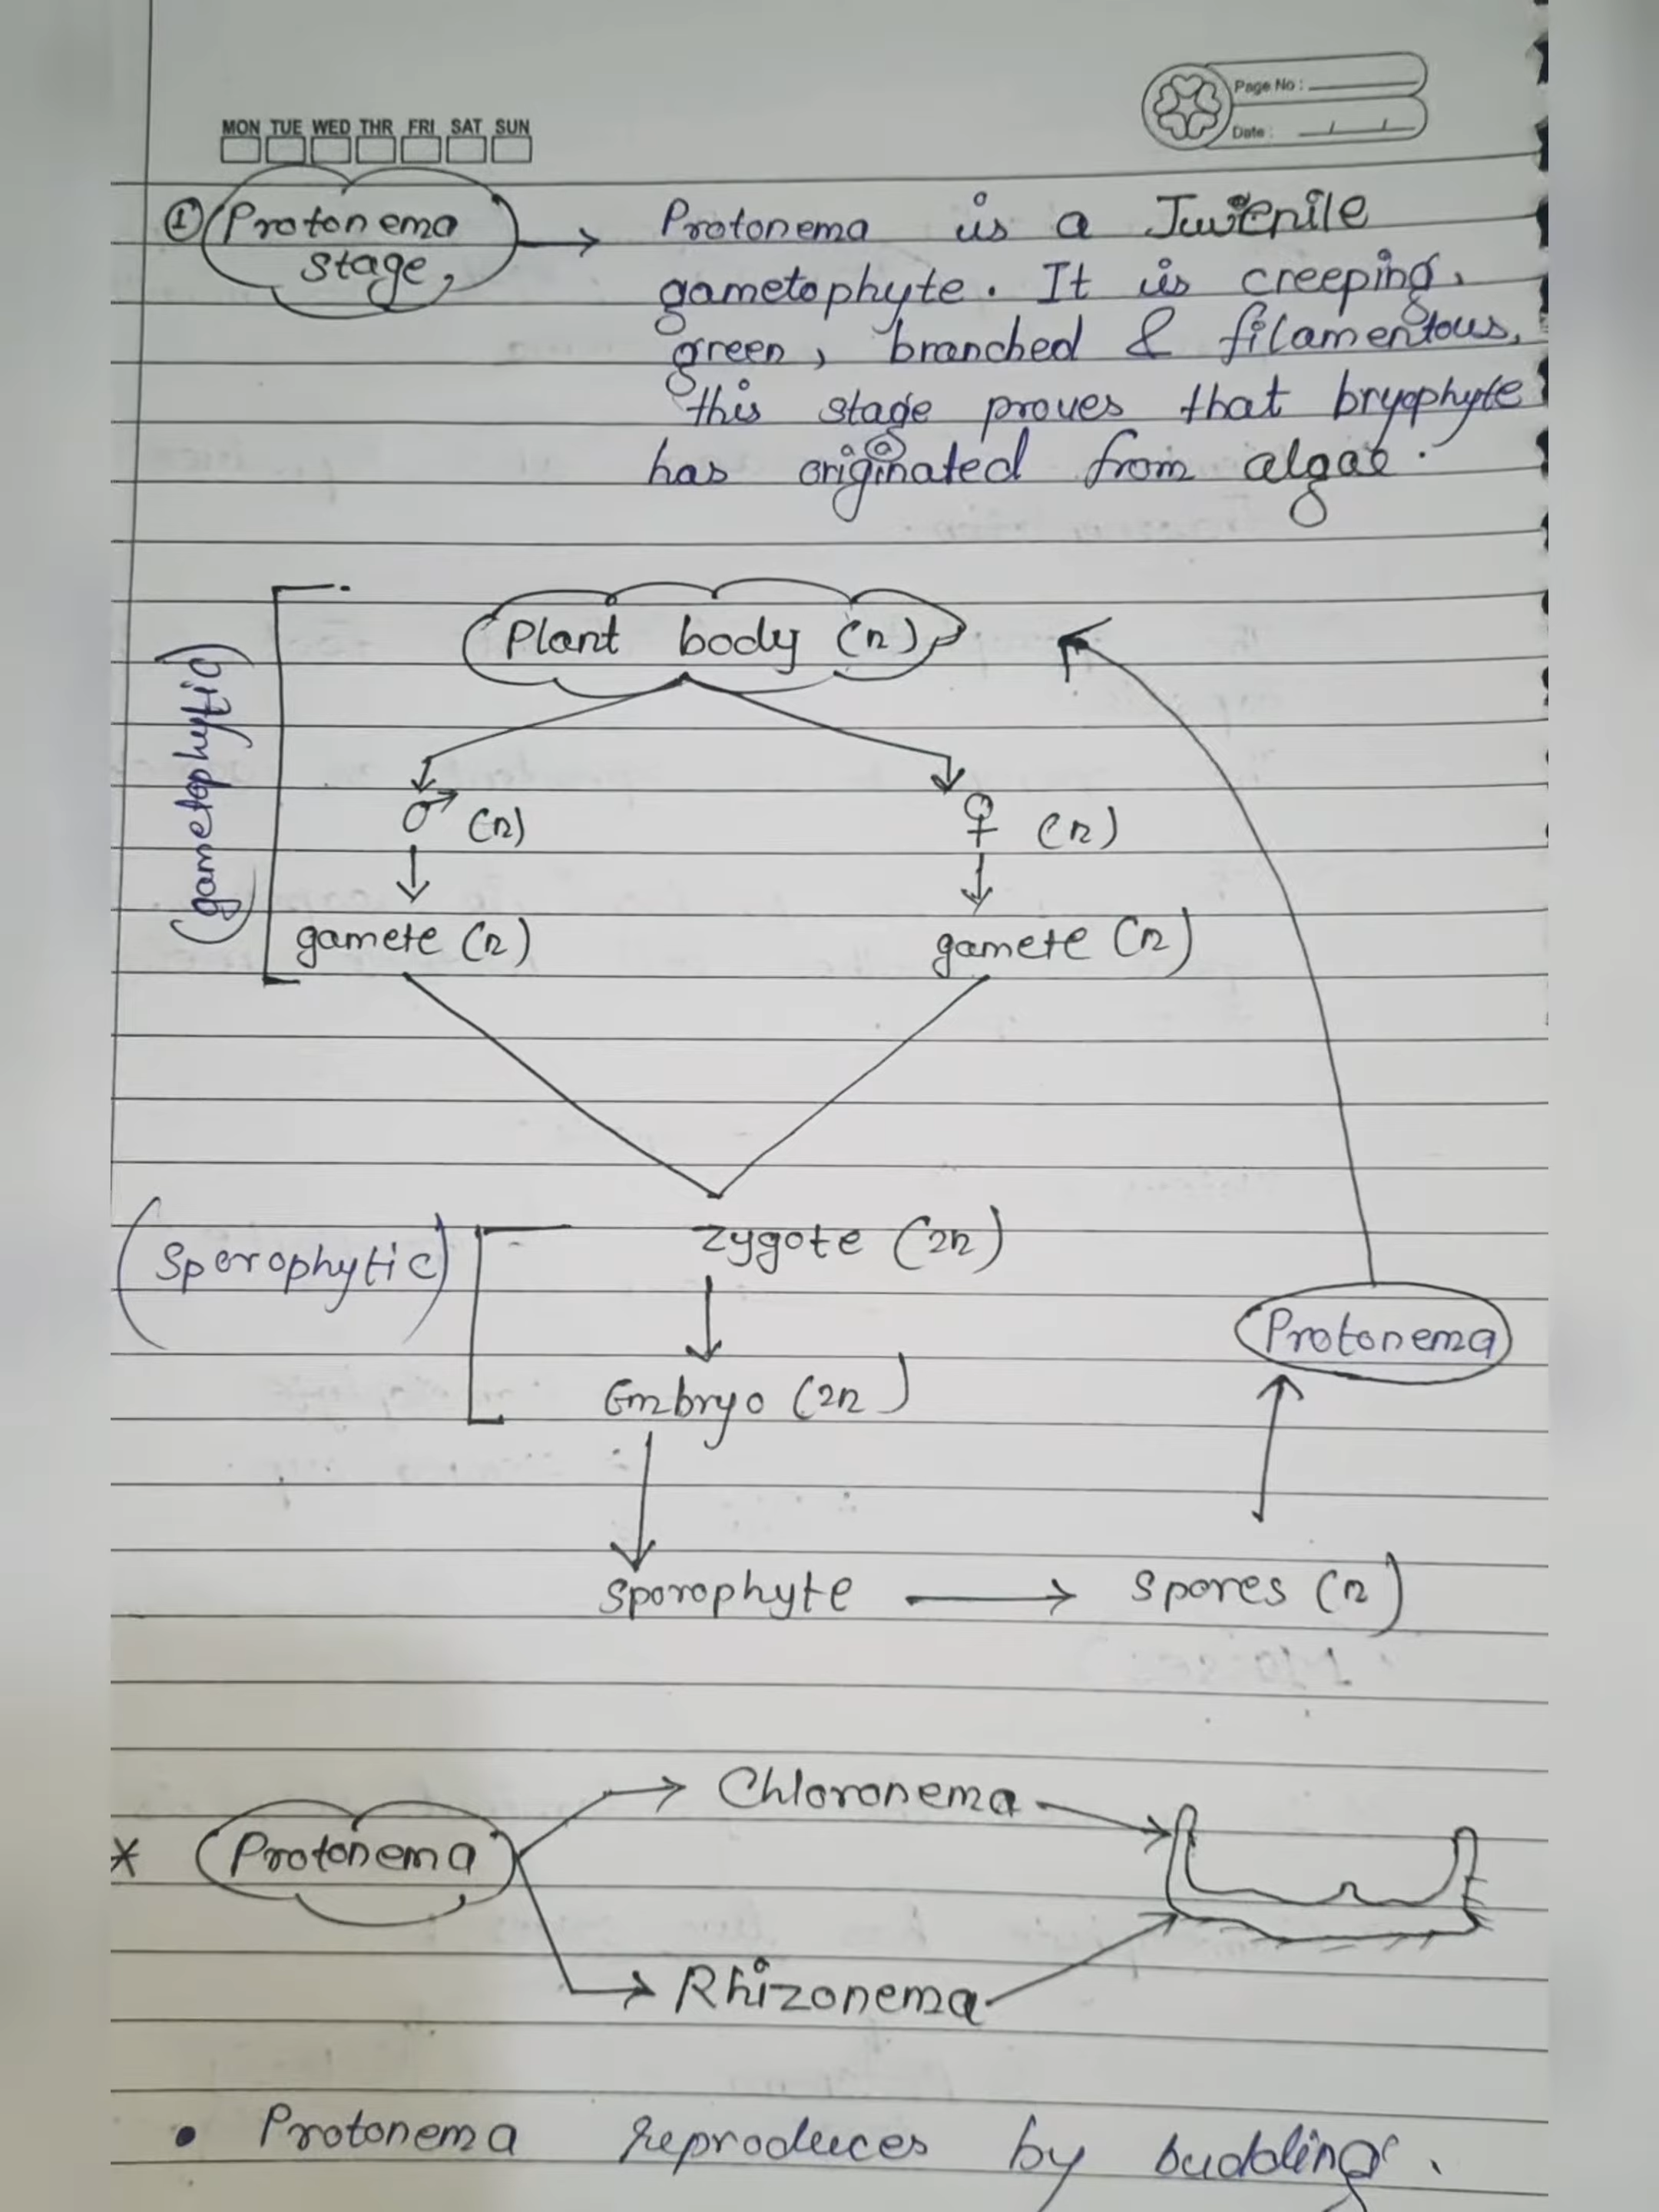 Page No :
Date : / /
MON TUE WED THR FRI SAT SUN
① Protonema stage,
Protonema is a Juvenile
gametophyte. It is creeping,
green, branched & filamentous,
this stage proves that bryophyte
has originated from algae.
(gametophytic)
Plant body (n)
♂ (n)
♀ (n)
gamete (n)
gamete (n)
(Sporophytic)
Zygote (2n)
Protonema
Embryo (2n)
Sporophyte → Spores (n)
Chloronema
* Protonema
Rhizonema
• Protonema reproduces by budding.